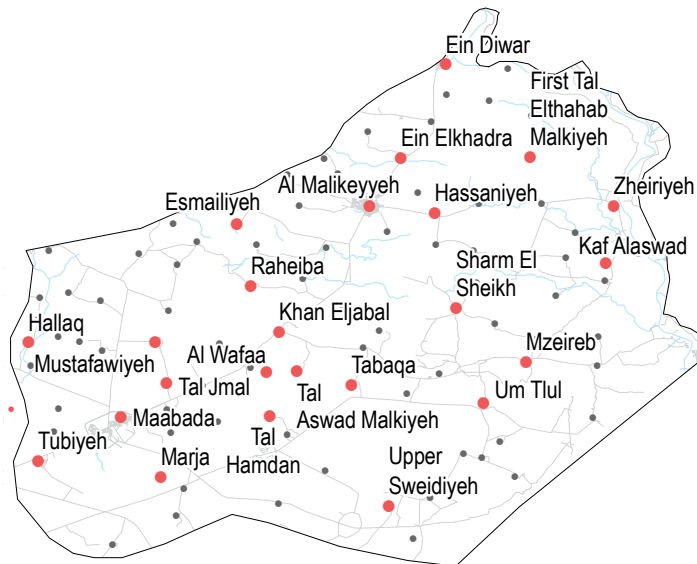 Ein Diwar
First Tal
Elthahab
Malkiyeh
Ein Elkhadra
Al Malikeyyeh
Hassaniyeh
Zheiriyeh
Esmailiyeh
Kaf Alaswad
Sharm El
Sheikh
Raheiba
Khan Eljabal
Hallaq
Mustafawiyeh
Al Wafaa
Tabaqa
Mzeireb
Tal Jmal
Tal
Aswad Malkiyeh
Um Tlul
Maabada
Tal
Hamdan
Tubiyeh
Marja
Upper
Sweidiyeh